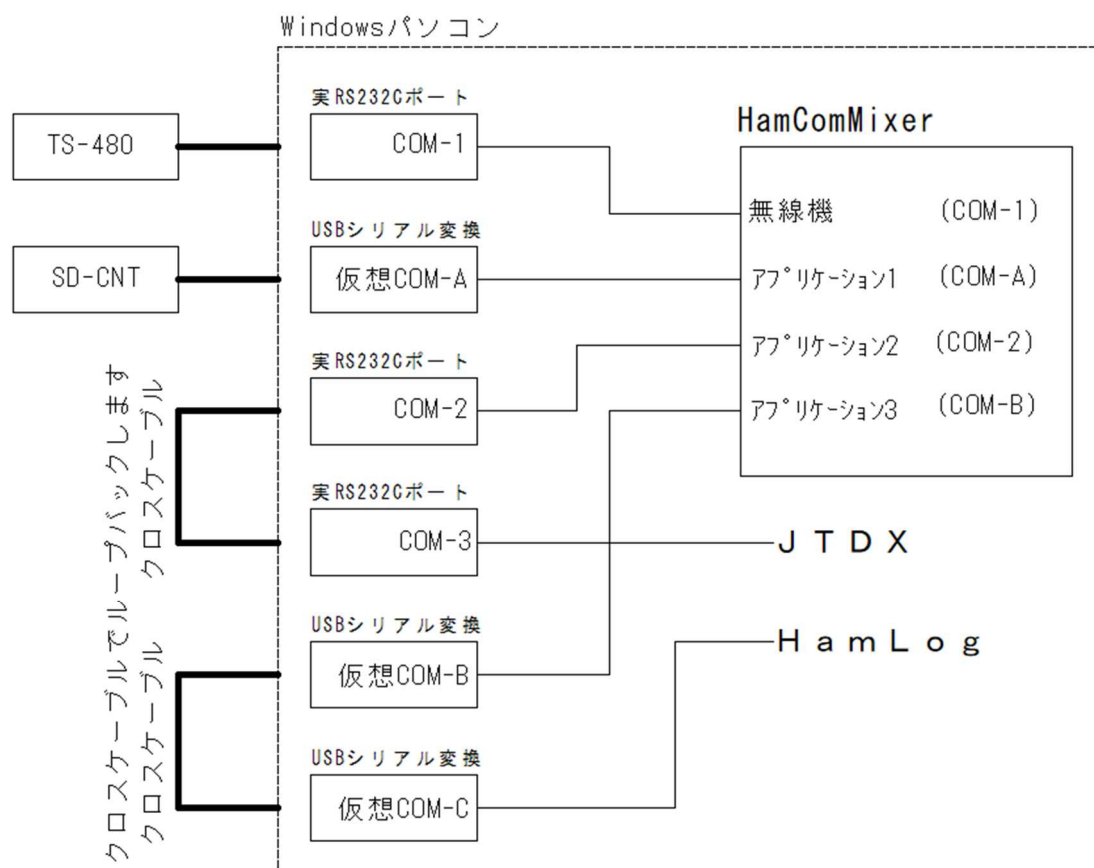 Windowsパソコン
実RS232Cポート
TS-480
COM-1
HamComMixer
無線機 (COM-1)
USBシリアル変換
SD-CNT
仮想COM-A
アプリケーション1 (COM-A)
実RS232Cポート
COM-2
アプリケーション2 (COM-2)
アプリケーション3 (COM-B)
クロスケーブルでループバックします
クロスケーブル
クロスケーブル
実RS232Cポート
COM-3
JTDX
USBシリアル変換
仮想COM-B
HamLog
USBシリアル変換
仮想COM-C